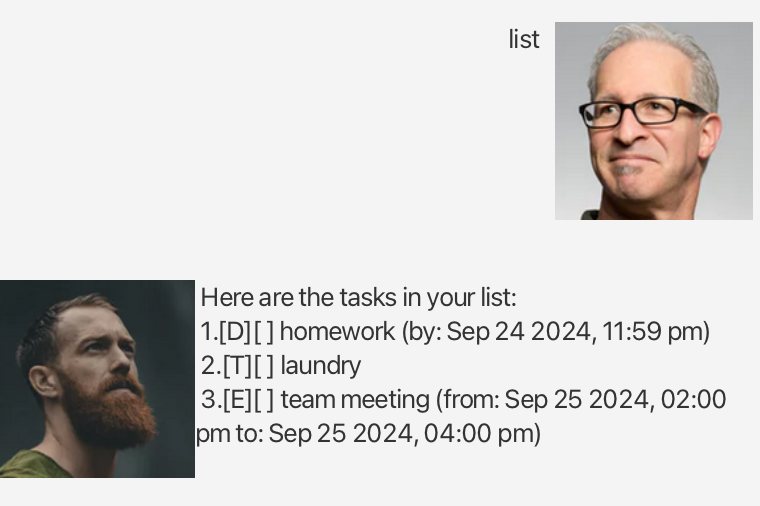 list
Here are the tasks in your list:
1.[D][ ] homework (by: Sep 24 2024, 11:59 pm)
2.[T][ ] laundry
3.[E][ ] team meeting (from: Sep 25 2024, 02:00
pm to: Sep 25 2024, 04:00 pm)